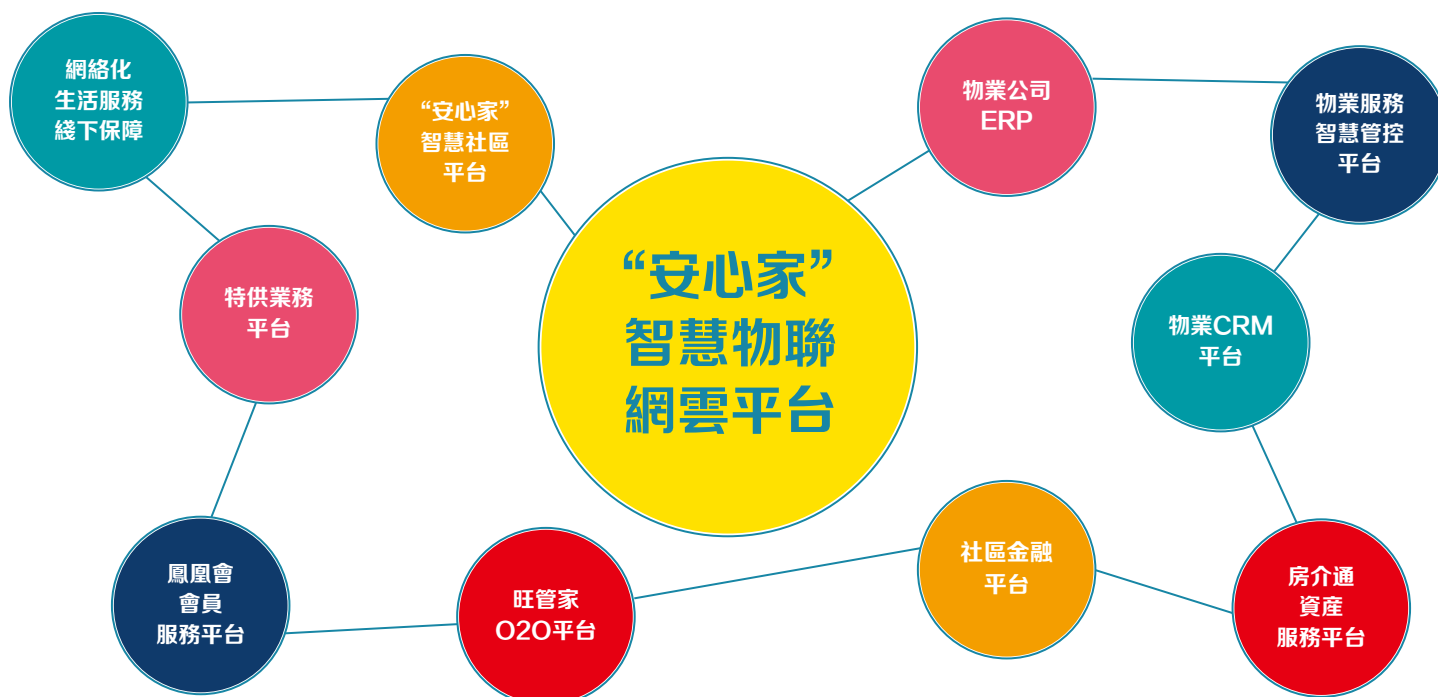 網絡化
生活服務
綫下保障
“安心家”
智慧社區
平台
物業公司
ERP
物業服務
智慧管控
平台
“安心家”
智慧物聯
網雲平台
特供業務
平台
物業CRM
平台
鳳凰會
會員
服務平台
旺管家
O2O平台
社區金融
平台
房介通
資産
服務平台